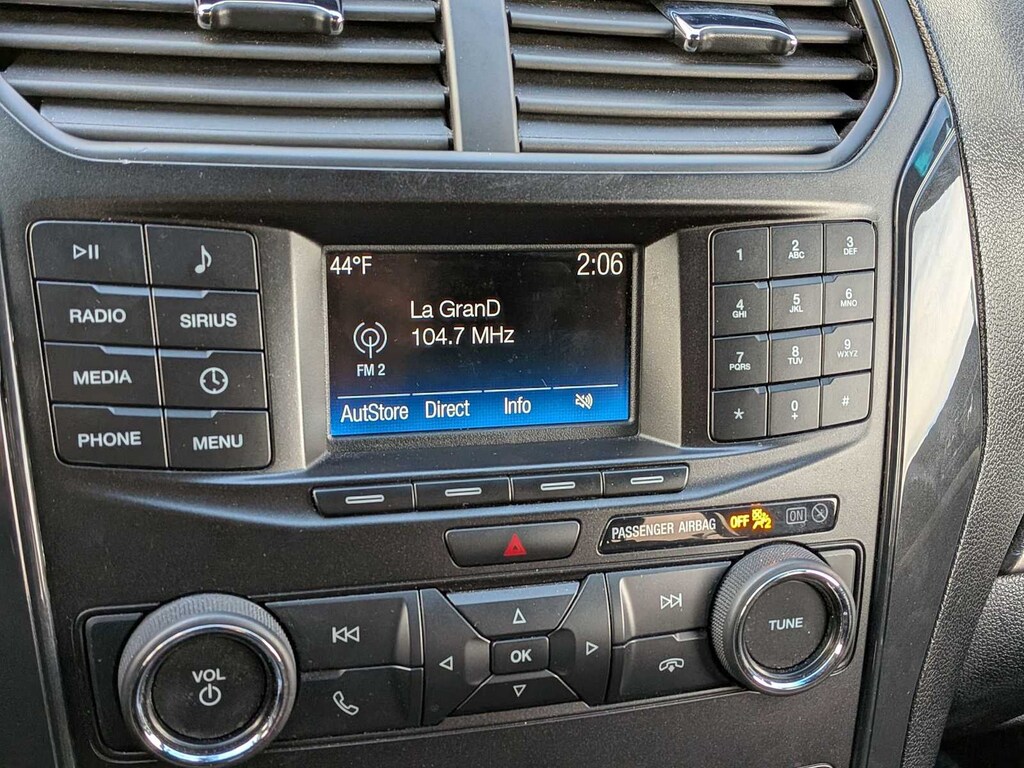 44°F
2:06
La GranD
104.7 MHz
FM 2
AutStore Direct Info
RADIO
SIRIUS
MEDIA
PHONE
MENU
1
2
ABC
3
DEF
4
GHI
5
JKL
6
MNO
7
PQRS
8
TUV
9
WXYZ
*
0
+
#
PASSENGER AIRBAG OFF 2 ON
VOL
OK
TUNE